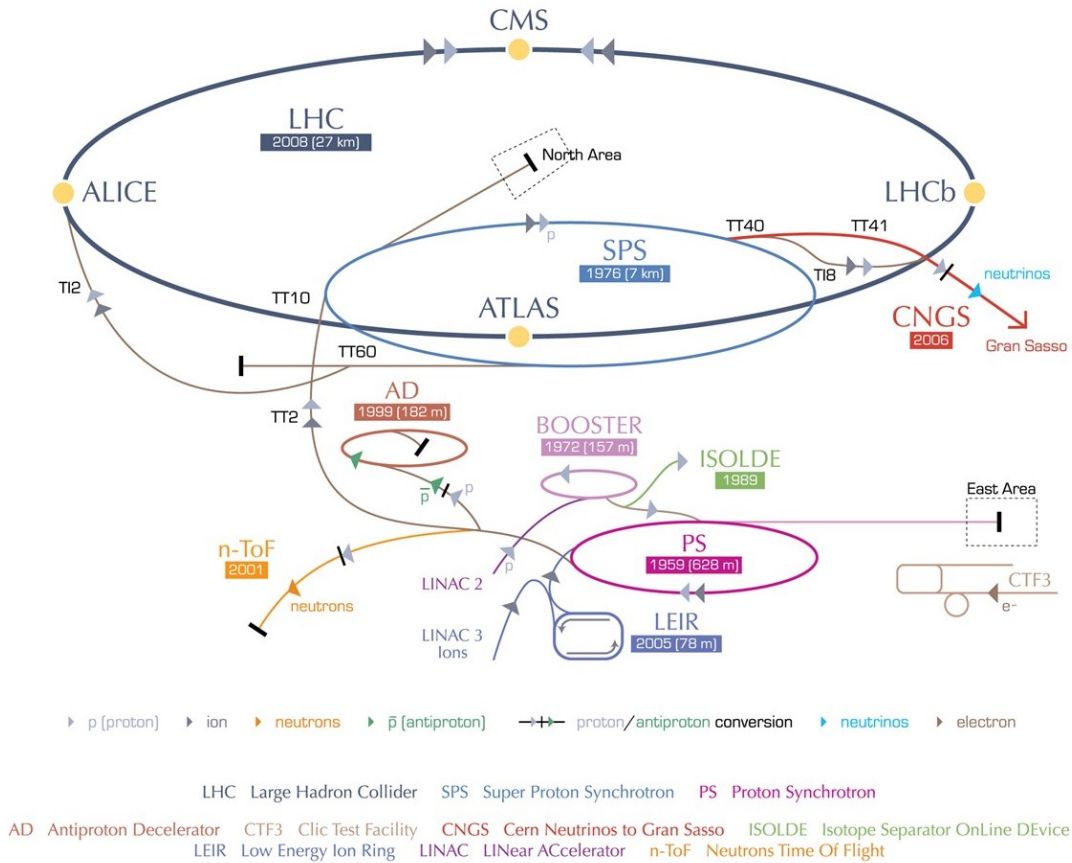 CMS
LHC
2008 (27 km)
North Area
ALICE
LHCb
TT40
TT41
p
SPS
1976 (7 km)
TI8
neutrinos
TI2
TT10
ATLAS
CNGS
2006
Gran Sasso
TT60
AD
1999 (182 m)
TT2
BOOSTER
1972 (157 m)
ISOLDE
1989
p̅
p
East Area
n-ToF
2001
PS
1959 (628 m)
LINAC 2
p
neutrons
CTF3
e-
LINAC 3
Ions
LEIR
2005 (78 m)
p (proton) ion neutrons p̅ (antiproton) proton/antiproton conversion neutrinos electron
LHC Large Hadron Collider SPS Super Proton Synchrotron PS Proton Synchrotron
AD Antiproton Decelerator CTF3 Clic Test Facility CNGS Cern Neutrinos to Gran Sasso ISOLDE Isotope Separator OnLine DEvice
LEIR Low Energy Ion Ring LINAC LINear ACcelerator n-ToF Neutrons Time Of Flight